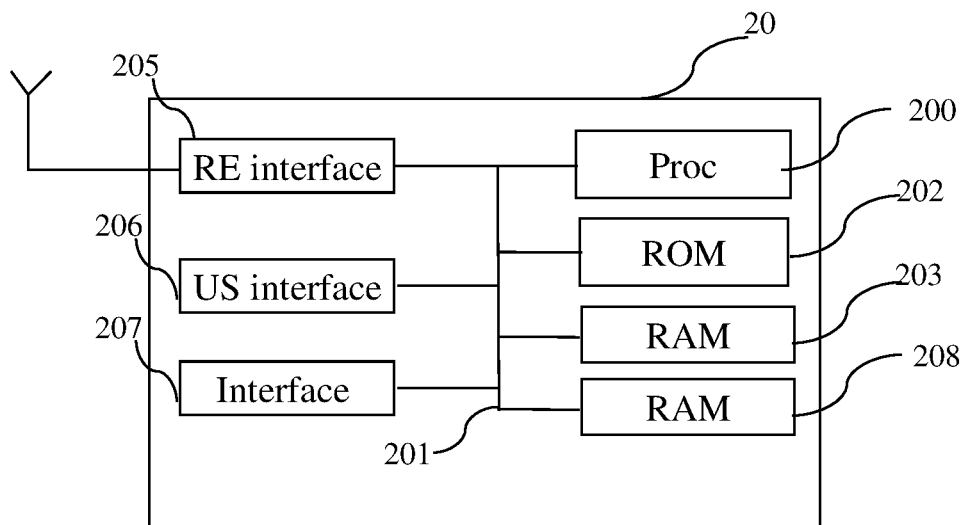 20
205
RE interface
200
Proc
202
206
ROM
US interface
203
207
RAM
Interface
208
201
RAM